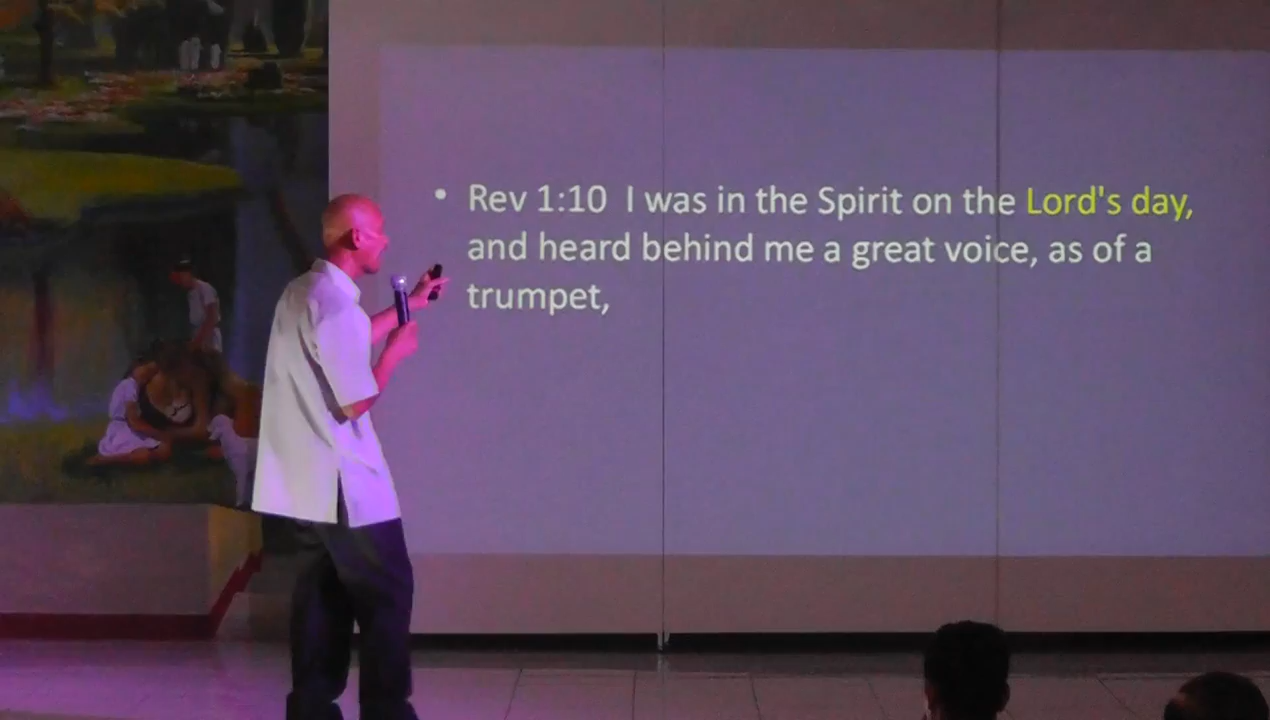 • Rev 1:10 I was in the Spirit on the Lord's day,
and heard behind me a great voice, as of a
trumpet,